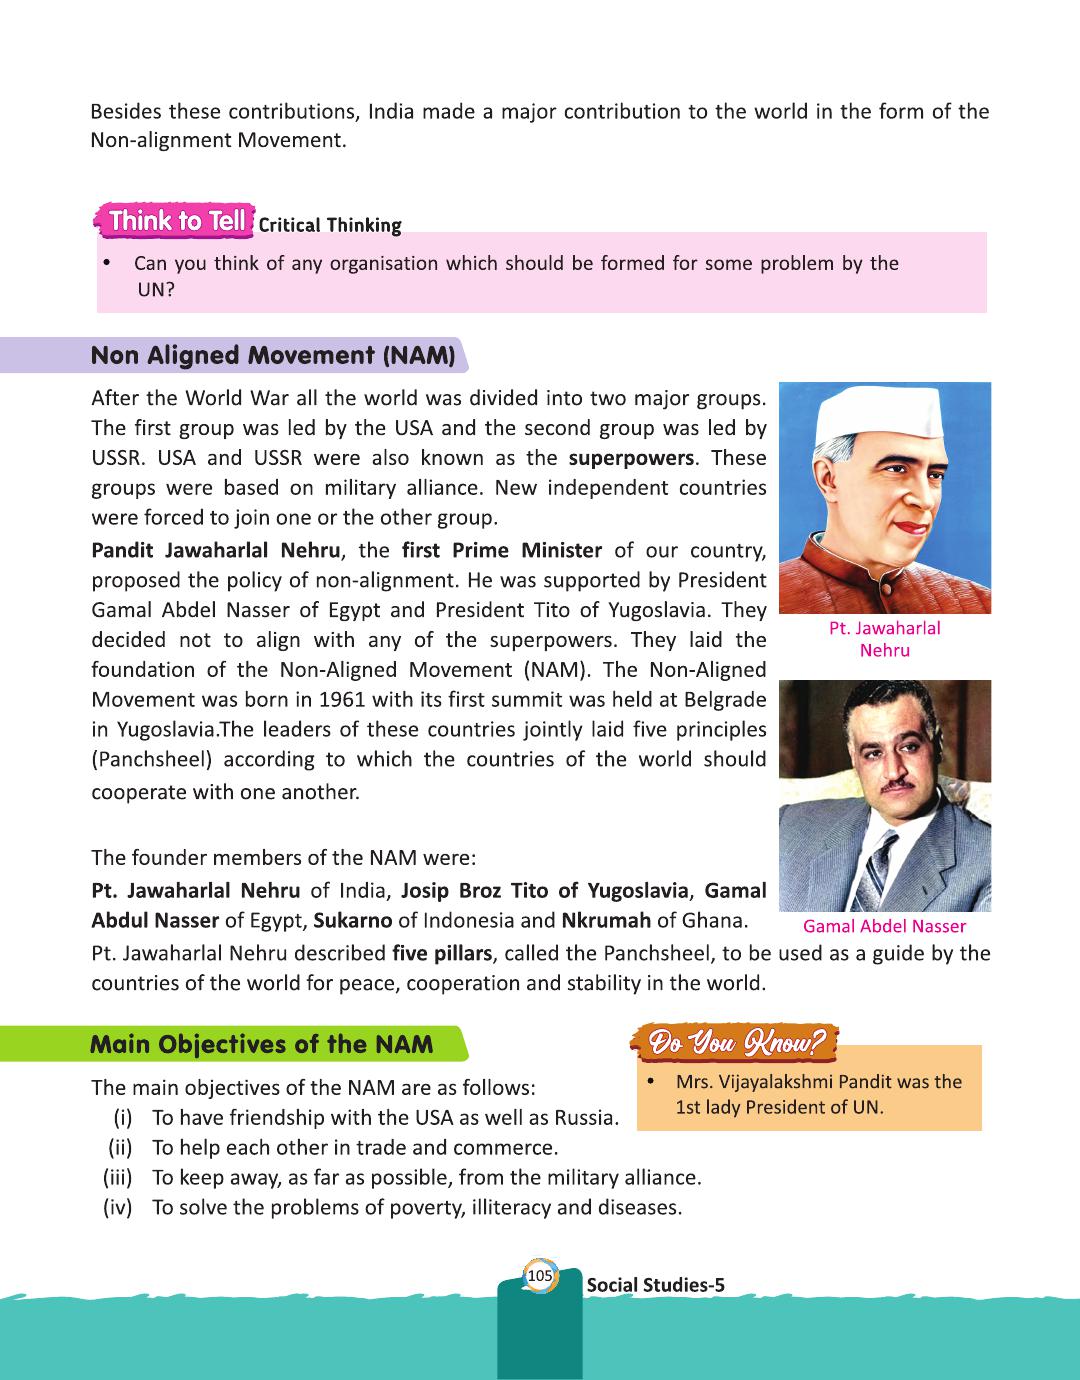 Besides these contributions, India made a major contribution to the world in the form of the
Non-alignment Movement.
Think to Tell Critical Thinking
• Can you think of any organisation which should be formed for some problem by the
UN?
Non Aligned Movement (NAM)
After the World War all the world was divided into two major groups.
The first group was led by the USA and the second group was led by
USSR. USA and USSR were also known as the superpowers. These
groups were based on military alliance. New independent countries
were forced to join one or the other group.
Pandit Jawaharlal Nehru, the first Prime Minister of our country,
proposed the policy of non-alignment. He was supported by President
Gamal Abdel Nasser of Egypt and President Tito of Yugoslavia. They
decided not to align with any of the superpowers. They laid the
foundation of the Non-Aligned Movement (NAM). The Non-Aligned
Movement was born in 1961 with its first summit was held at Belgrade
in Yugoslavia.The leaders of these countries jointly laid five principles
(Panchsheel) according to which the countries of the world should
cooperate with one another.
Pt. Jawaharlal
Nehru
The founder members of the NAM were:
Pt. Jawaharlal Nehru of India, Josip Broz Tito of Yugoslavia, Gamal
Abdul Nasser of Egypt, Sukarno of Indonesia and Nkrumah of Ghana.
Gamal Abdel Nasser
Pt. Jawaharlal Nehru described five pillars, called the Panchsheel, to be used as a guide by the
countries of the world for peace, cooperation and stability in the world.
Main Objectives of the NAM
The main objectives of the NAM are as follows:
(i) To have friendship with the USA as well as Russia.
(ii) To help each other in trade and commerce.
(iii) To keep away, as far as possible, from the military alliance.
(iv) To solve the problems of poverty, illiteracy and diseases.
Do You Know?
• Mrs. Vijayalakshmi Pandit was the
1st lady President of UN.
105
Social Studies-5